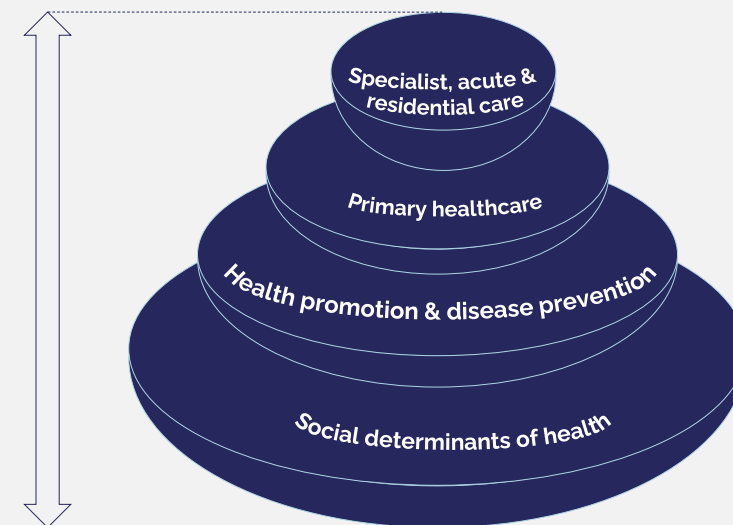 Specialist, acute &
residential care
Primary healthcare
Health promotion & disease prevention
Social determinants of health